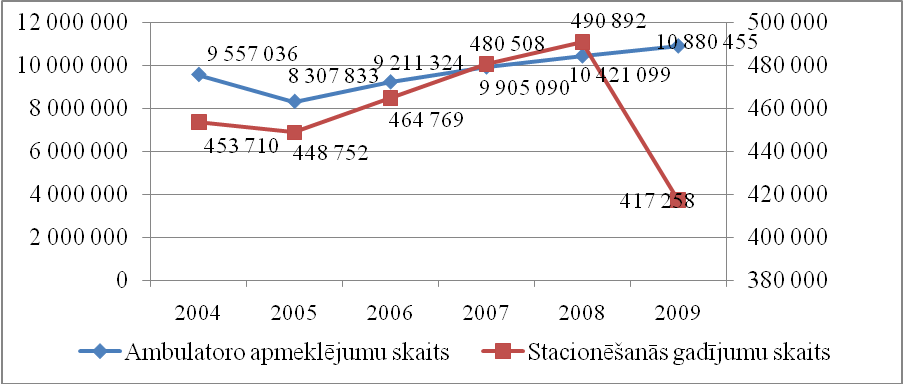 12 000 000
10 000 000
8 000 000
6 000 000
4 000 000
2 000 000
0
500 000
480 000
460 000
440 000
420 000
400 000
380 000
9 557 036
8 307 833
9 211 324
9 905 090
10 421 099
10 880 455
453 710
448 752
464 769
480 508
490 892
417 258
2004 2005 2006 2007 2008 2009
Ambulatoro apmeklējumu skaits Stacionēšanās gadījumu skaits